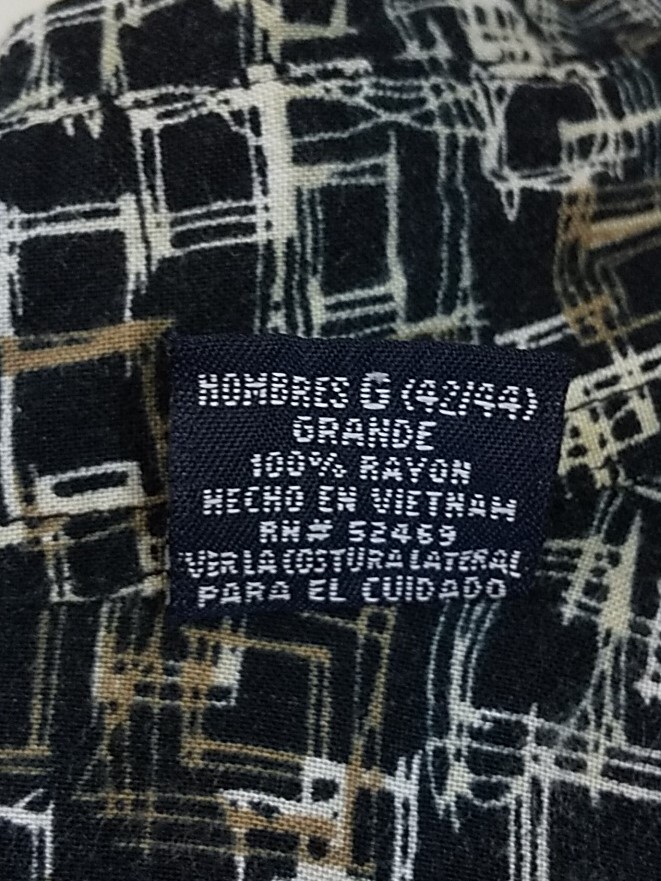 HOMBRES G (42/44)
GRANDE
100% RAYON
HECHO EN VIETNAM
RN# 52469
VER LA COSTURA LATERAL
PARA EL CUIDADO